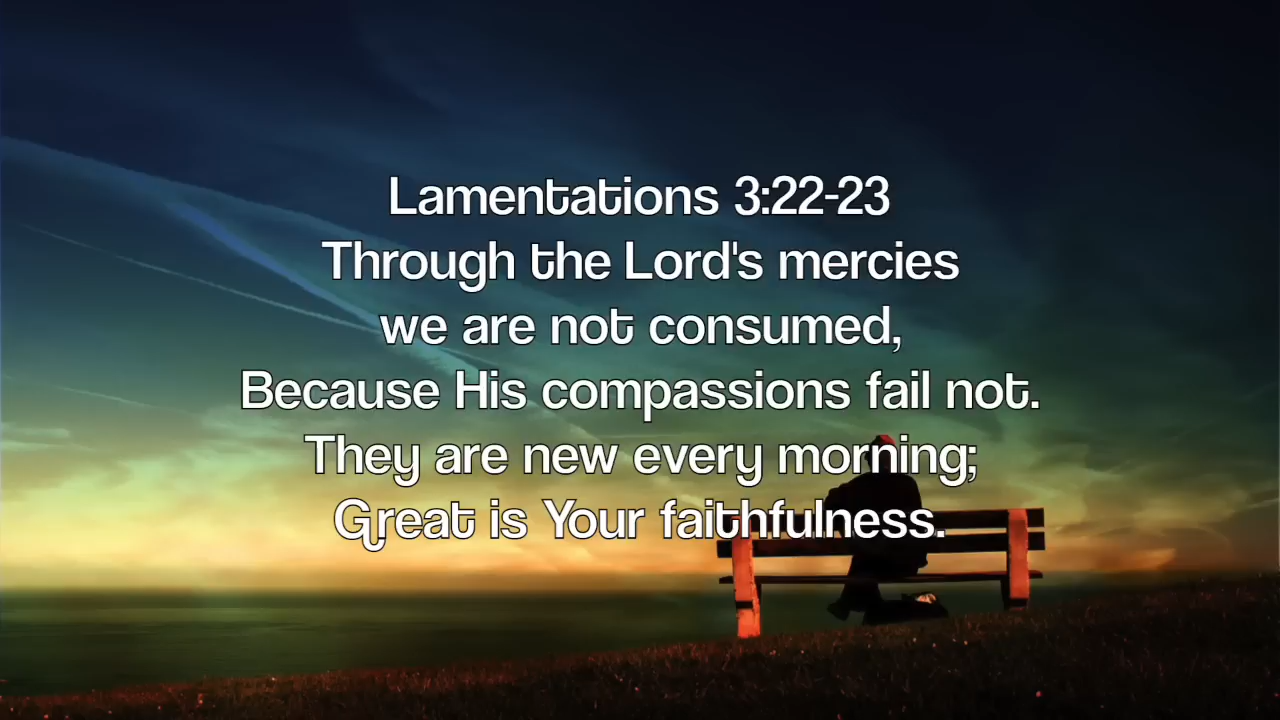 Lamentations 3:22-23
Through the Lord's mercies
we are not consumed,
Because His compassions fail not.
They are new every morning;
Great is Your faithfulness.